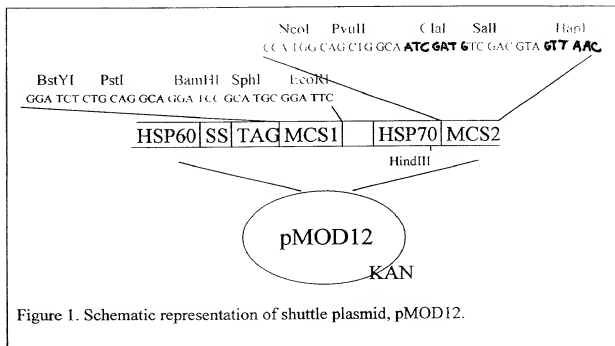 NcoI PvuII ClaI SalI HapI
CCA TGG CAG CTG GCA ATC GAT GTC GAC GTA GTT AAC
BstYI PstI BamHI SphI EcoRI
GGA TCT CTG CAG GCA GGA TCC GCA TGC GGA TTC
HSP60 SS TAG MCS1 HSP70 MCS2
HindIII
pMOD12
KAN
Figure 1. Schematic representation of shuttle plasmid, pMOD12.